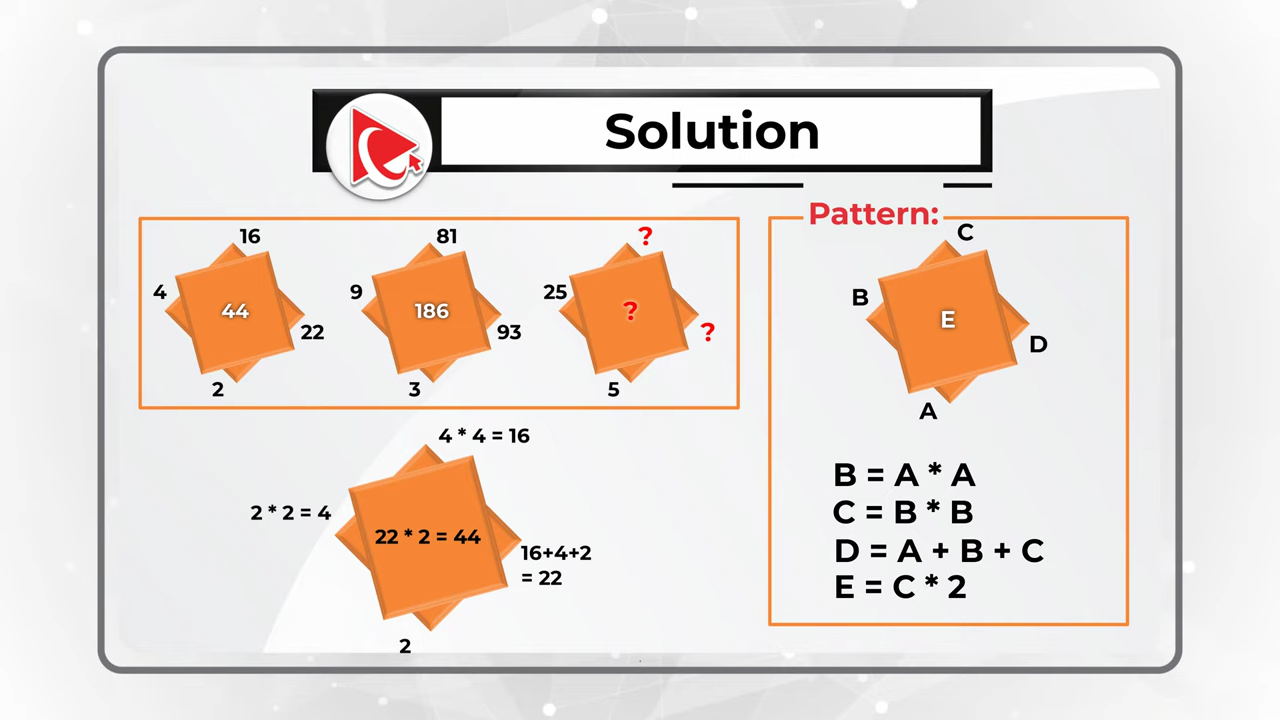 Solution
Pattern:
16
4
44
22
2
81
9
186
93
3
?
25
?
?
5
C
B
E
D
A
4 * 4 = 16
2 * 2 = 4
22 * 2 = 44
16+4+2
= 22
2
B = A * A
C = B * B
D = A + B + C
E = C * 2